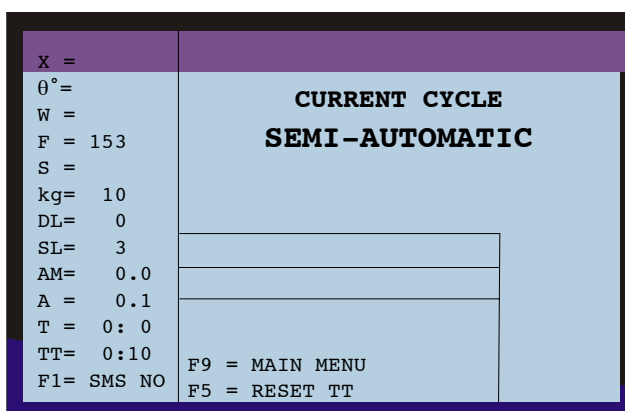 X =
θ°=
W =
F = 153
S =
kg= 10
DL= 0
SL= 3
AM= 0.0
A = 0.1
T = 0: 0
TT= 0:10
F1= SMS NO
CURRENT CYCLE
SEMI-AUTOMATIC
F9 = MAIN MENU
F5 = RESET TT